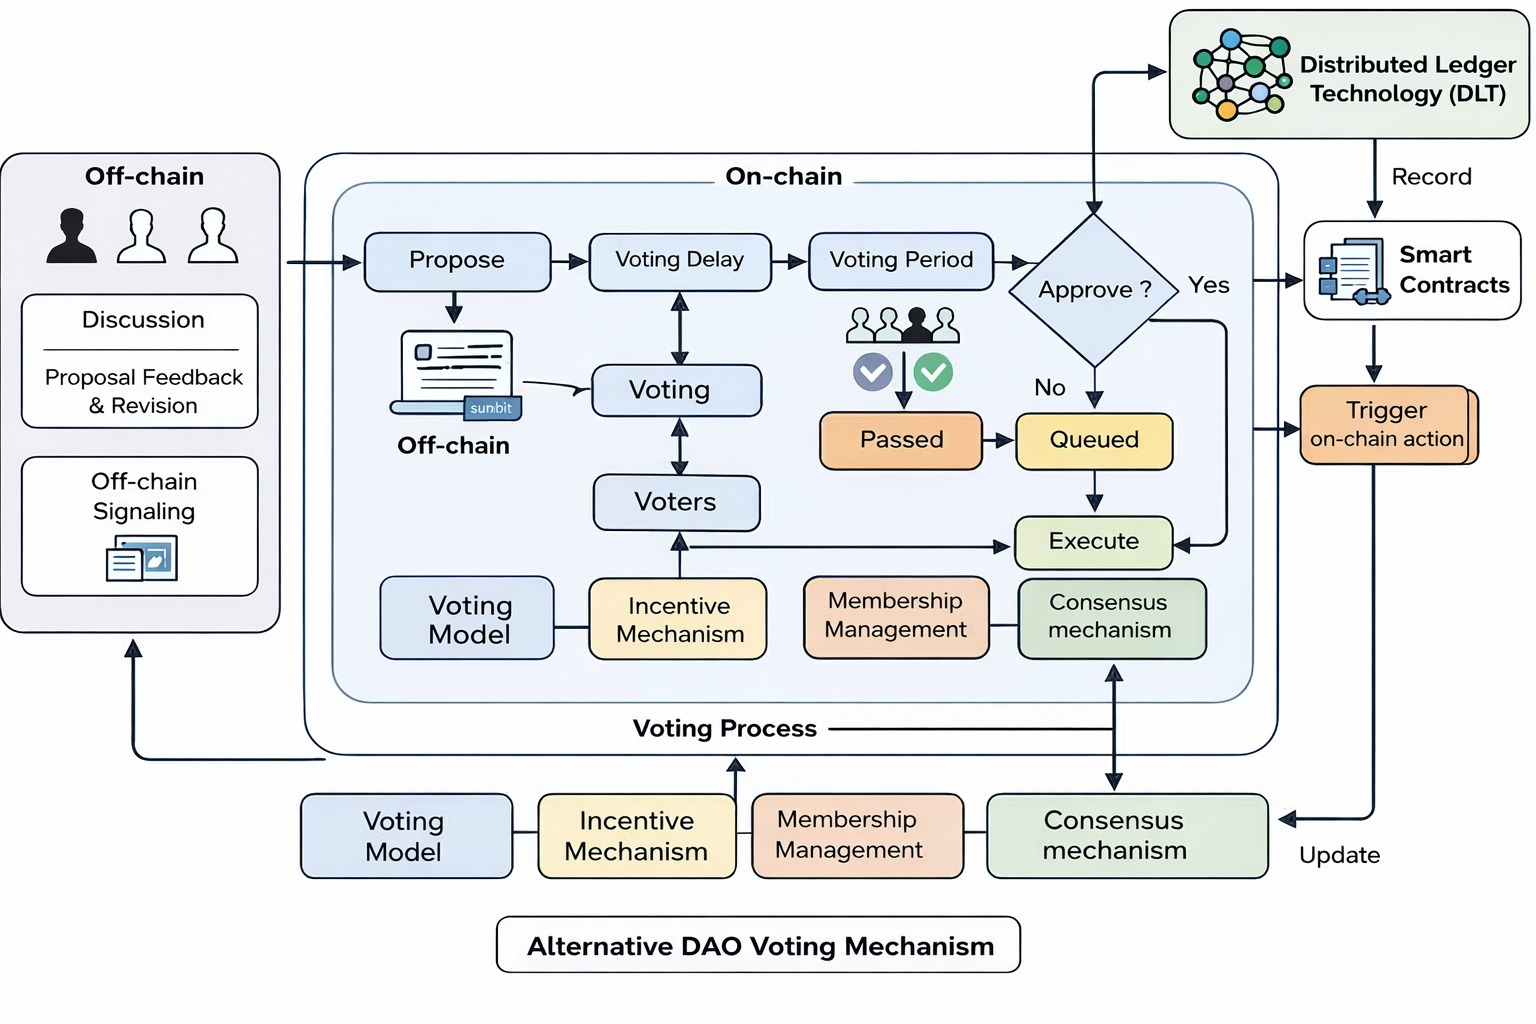 Distributed Ledger
Technology (DLT)
Off-chain
On-chain
Record
Propose
Voting Delay
Voting Period
Approve ?
Yes
Smart
Contracts
Discussion
Proposal Feedback
& Revision
sunbit
Off-chain
Voting
No
Passed
Queued
Trigger
on-chain action
Off-chain
Signaling
Voters
Execute
Voting
Model
Incentive
Mechanism
Membership
Management
Consensus
mechanism
Voting Process
Voting
Model
Incentive
Mechanism
Membership
Management
Consensus
mechanism
Update
Alternative DAO Voting Mechanism